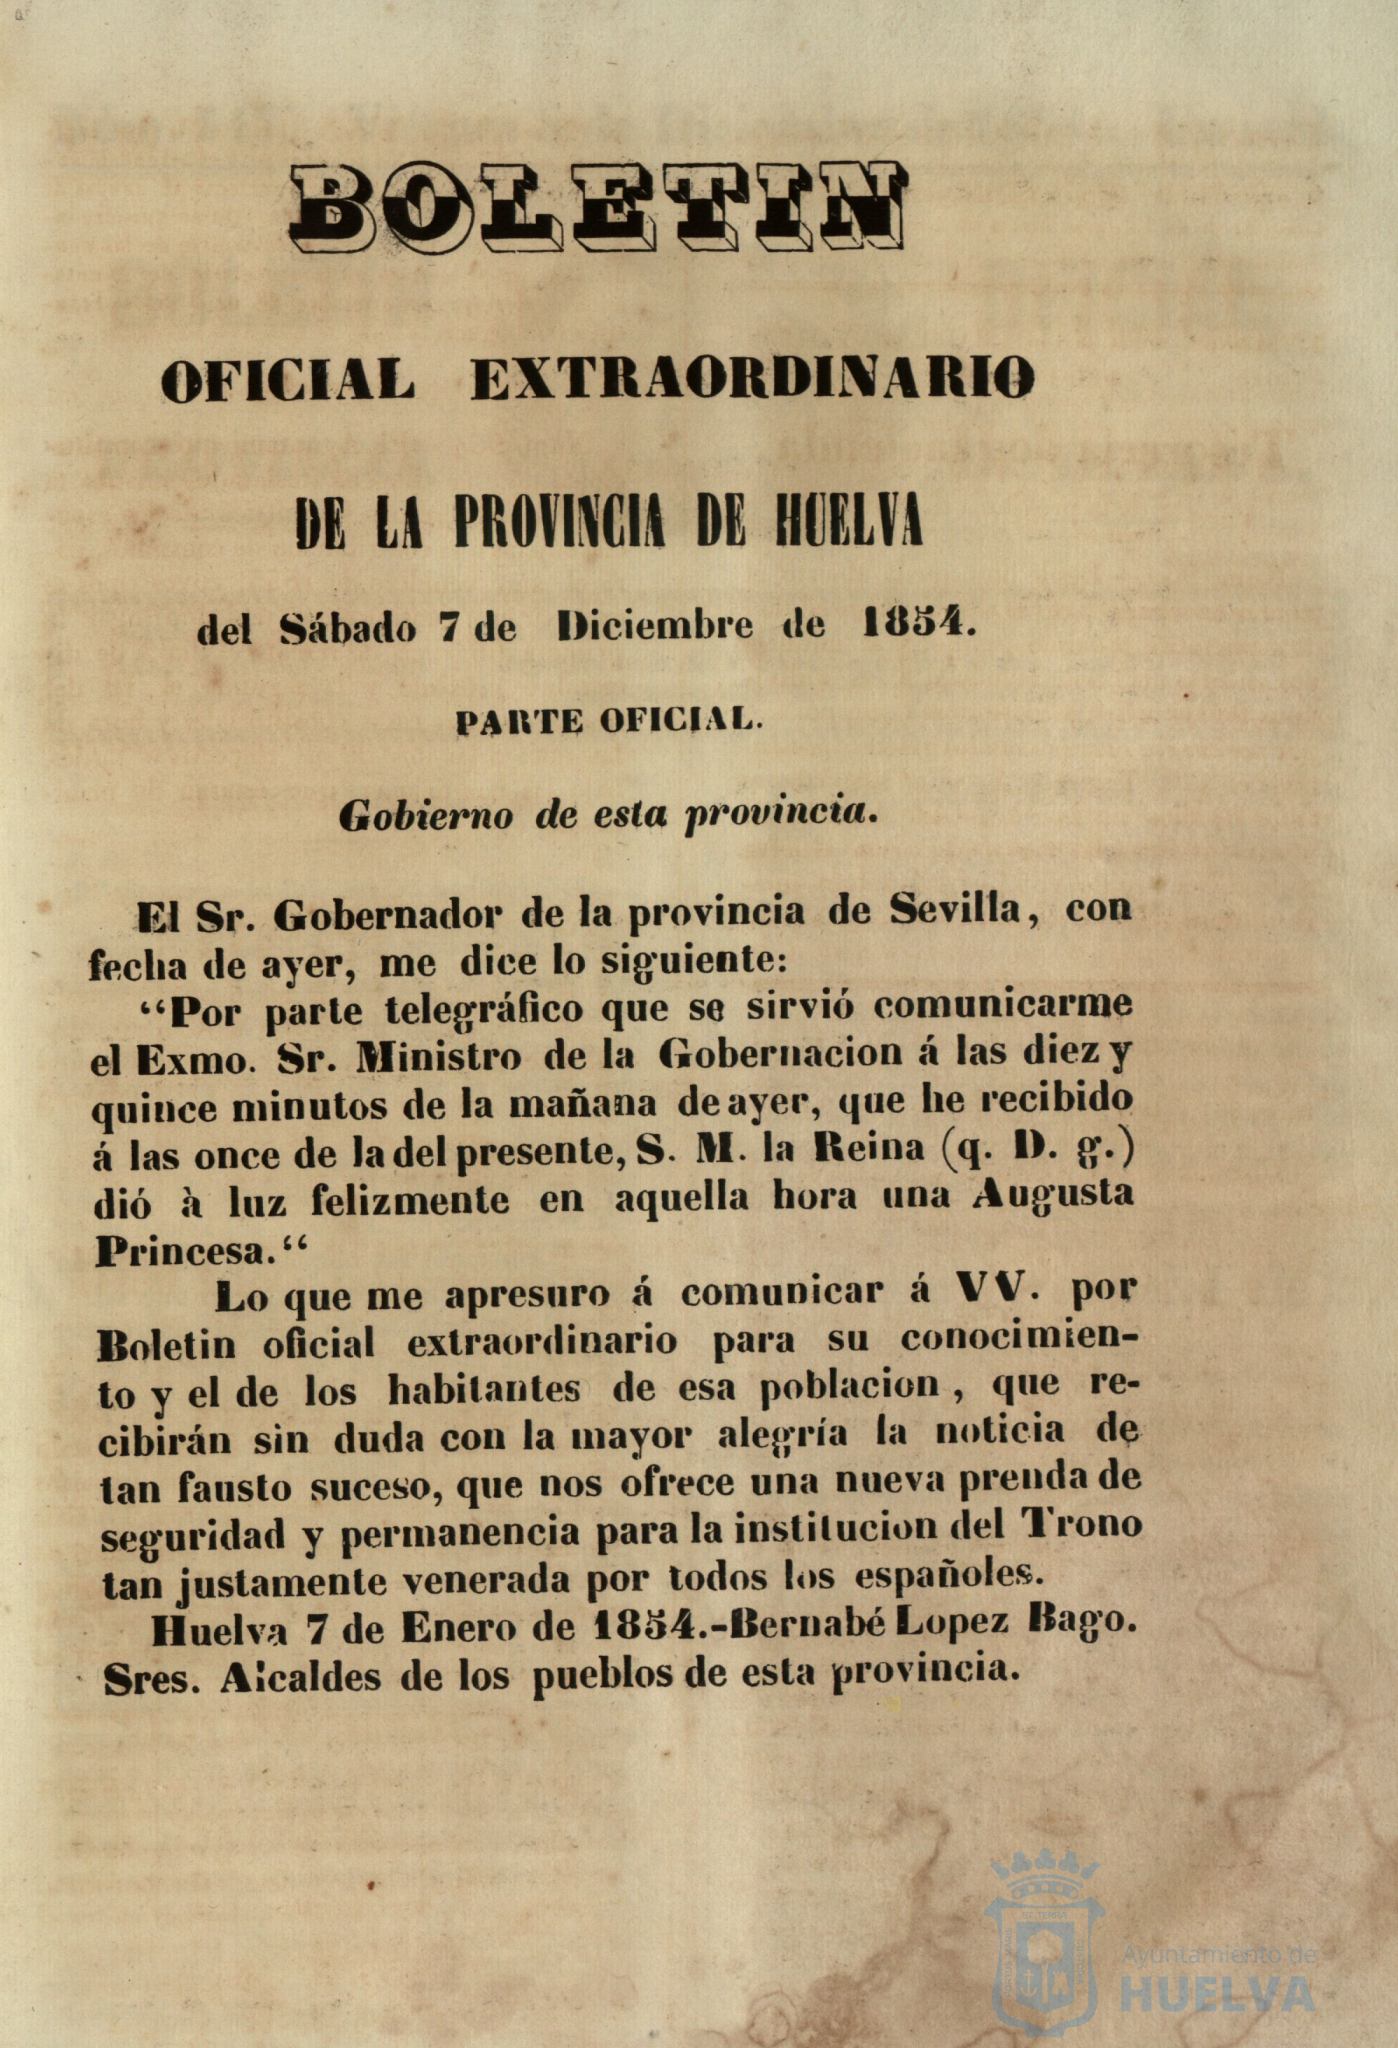 BOLETIN
OFICIAL EXTRAORDINARIO
DE LA PROVINCIA DE HUELVA
del Sábado 7 de Diciembre de 1854.
PARTE OFICIAL.
Gobierno de esta provincia.
El Sr. Gobernador de la provincia de Sevilla, con
fecha de ayer, me dice lo siguiente:
“Por parte telegráfico que se sirvió comunicarme
el Exmo. Sr. Ministro de la Gobernacion á las diez y
quince minutos de la mañana de ayer, que he recibido
á las once de la del presente, S. M. la Reina (q. D. g.)
dió à luz felizmente en aquella hora una Augusta
Princesa.“
Lo que me apresuro á comunicar á VV. por
Boletin oficial extraordinario para su conocimien-
to y el de los habitantes de esa poblacion, que re-
cibirán sin duda con la mayor alegría la noticia de
tan fausto suceso, que nos ofrece una nueva prenda de
seguridad y permanencia para la institucion del Trono
tan justamente venerada por todos los españoles.
Huelva 7 de Enero de 1854.-Bernabé Lopez Bago.
Sres. Alcaldes de los pueblos de esta provincia.
Ayuntamiento de
HUELVA